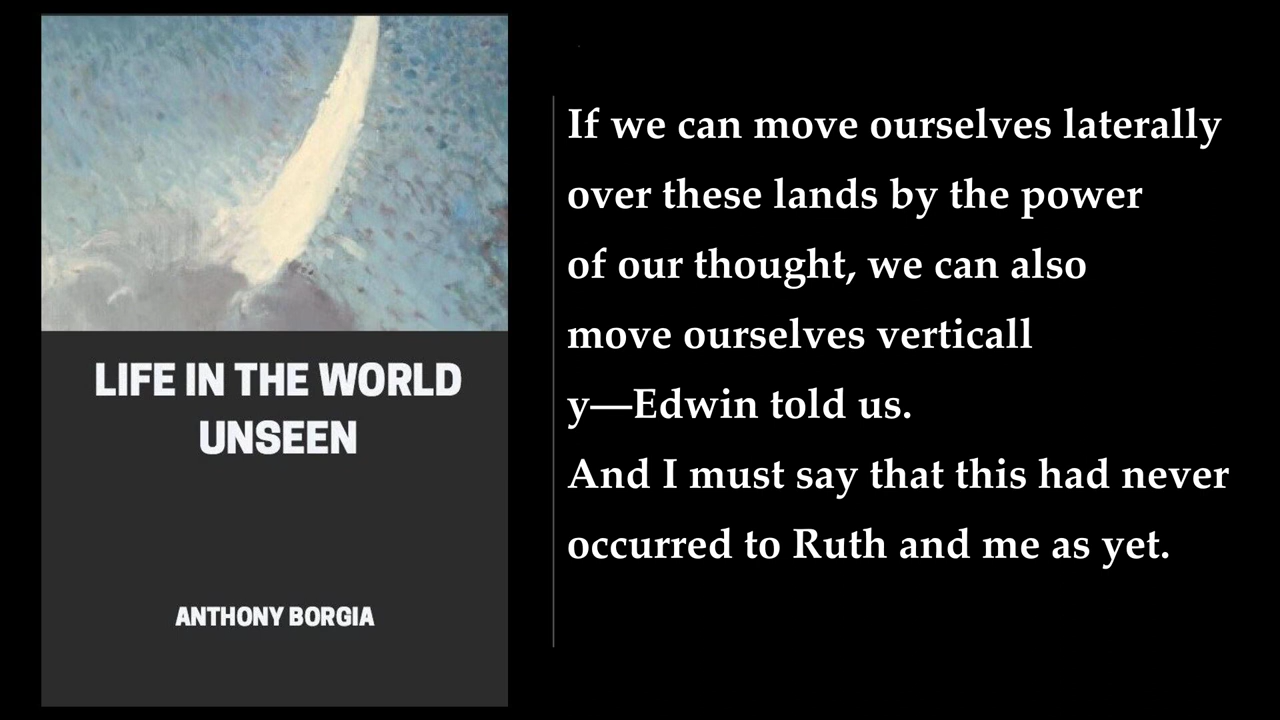 LIFE IN THE WORLD
UNSEEN
ANTHONY BORGIA
If we can move ourselves laterally
over these lands by the power
of our thought, we can also
move ourselves verticall
y—Edwin told us.
And I must say that this had never
occurred to Ruth and me as yet.